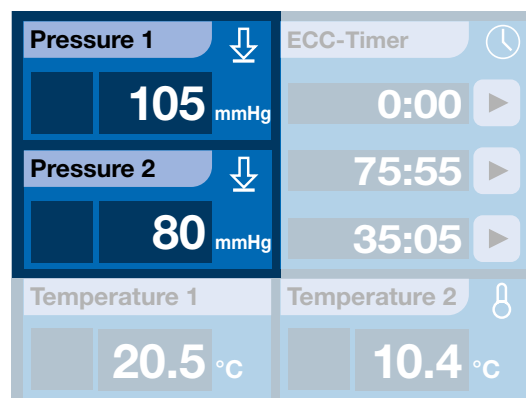 Pressure 1
105 mmHg
Pressure 2
80 mmHg
ECC-Timer
0:00
75:55
35:05
Temperature 1
20.5 °C
Temperature 2
10.4 °C